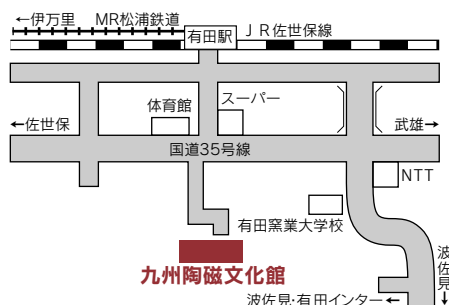 ←伊万里 MR松浦鉄道
有田駅
ＪＲ佐世保線
体育館
スーパー
←佐世保
武雄→
国道35号線
NTT
有田窯業大学校
九州陶磁文化館
波佐見→
波佐見・有田インター←